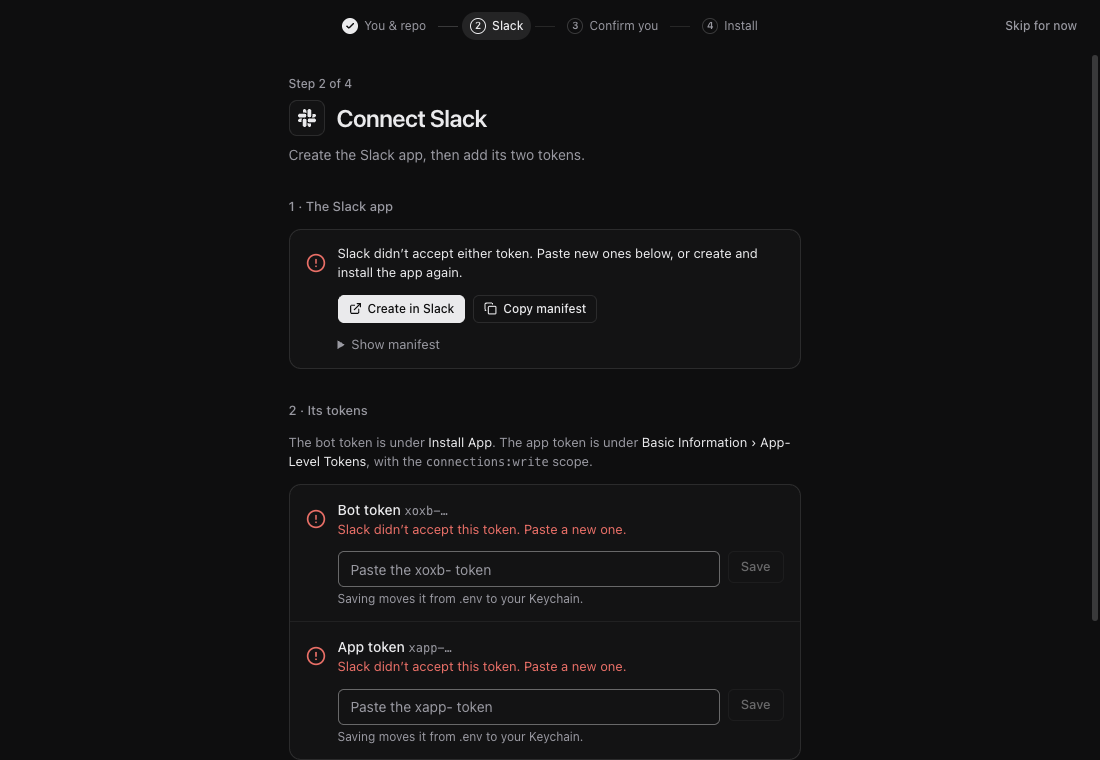 You & repo
2 Slack
3 Confirm you
4 Install
Skip for now
Step 2 of 4
Connect Slack
Create the Slack app, then add its two tokens.
1 · The Slack app
Slack didn’t accept either token. Paste new ones below, or create and
install the app again.
Create in Slack
Copy manifest
Show manifest
2 · Its tokens
The bot token is under Install App. The app token is under Basic Information › App-
Level Tokens, with the connections:write scope.
Bot token xoxb-…
Slack didn’t accept this token. Paste a new one.
Paste the xoxb- token
Save
Saving moves it from .env to your Keychain.
App token xapp-…
Slack didn’t accept this token. Paste a new one.
Paste the xapp- token
Save
Saving moves it from .env to your Keychain.